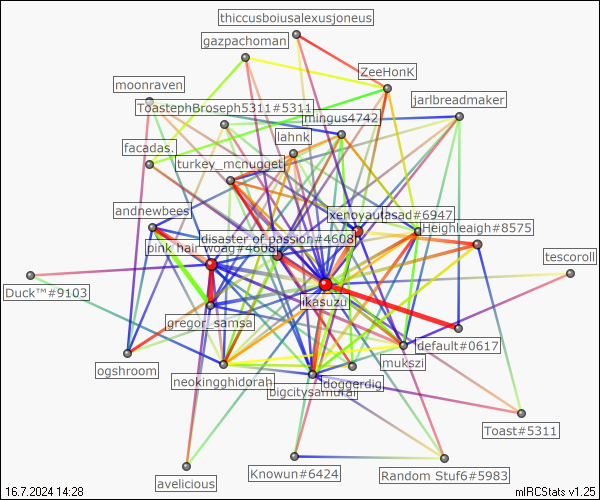 thiccusboiusalexusjoneus
gazpachoman
ZeeHonK
moonraven
jarlbreadmaker
ToastephBroseph5311#5311
mingus4742
lahnk
facadas.
turkey_mcnugget
andnewbees
xenoyautasad#6947
Heighleaigh#8575
disaster of passion#4608
pink hair
tescoroll
Duck™#9103
ikasuzu
gregor_samsa
default#0617
mukszi
ogshroom
neokingghidorah
doggerdig
bigcitysamurai
Toast#5311
avelicious
Knowun#6424
Random Stuf6#5983
16.7.2024 14:28
mIRCStats v1.25